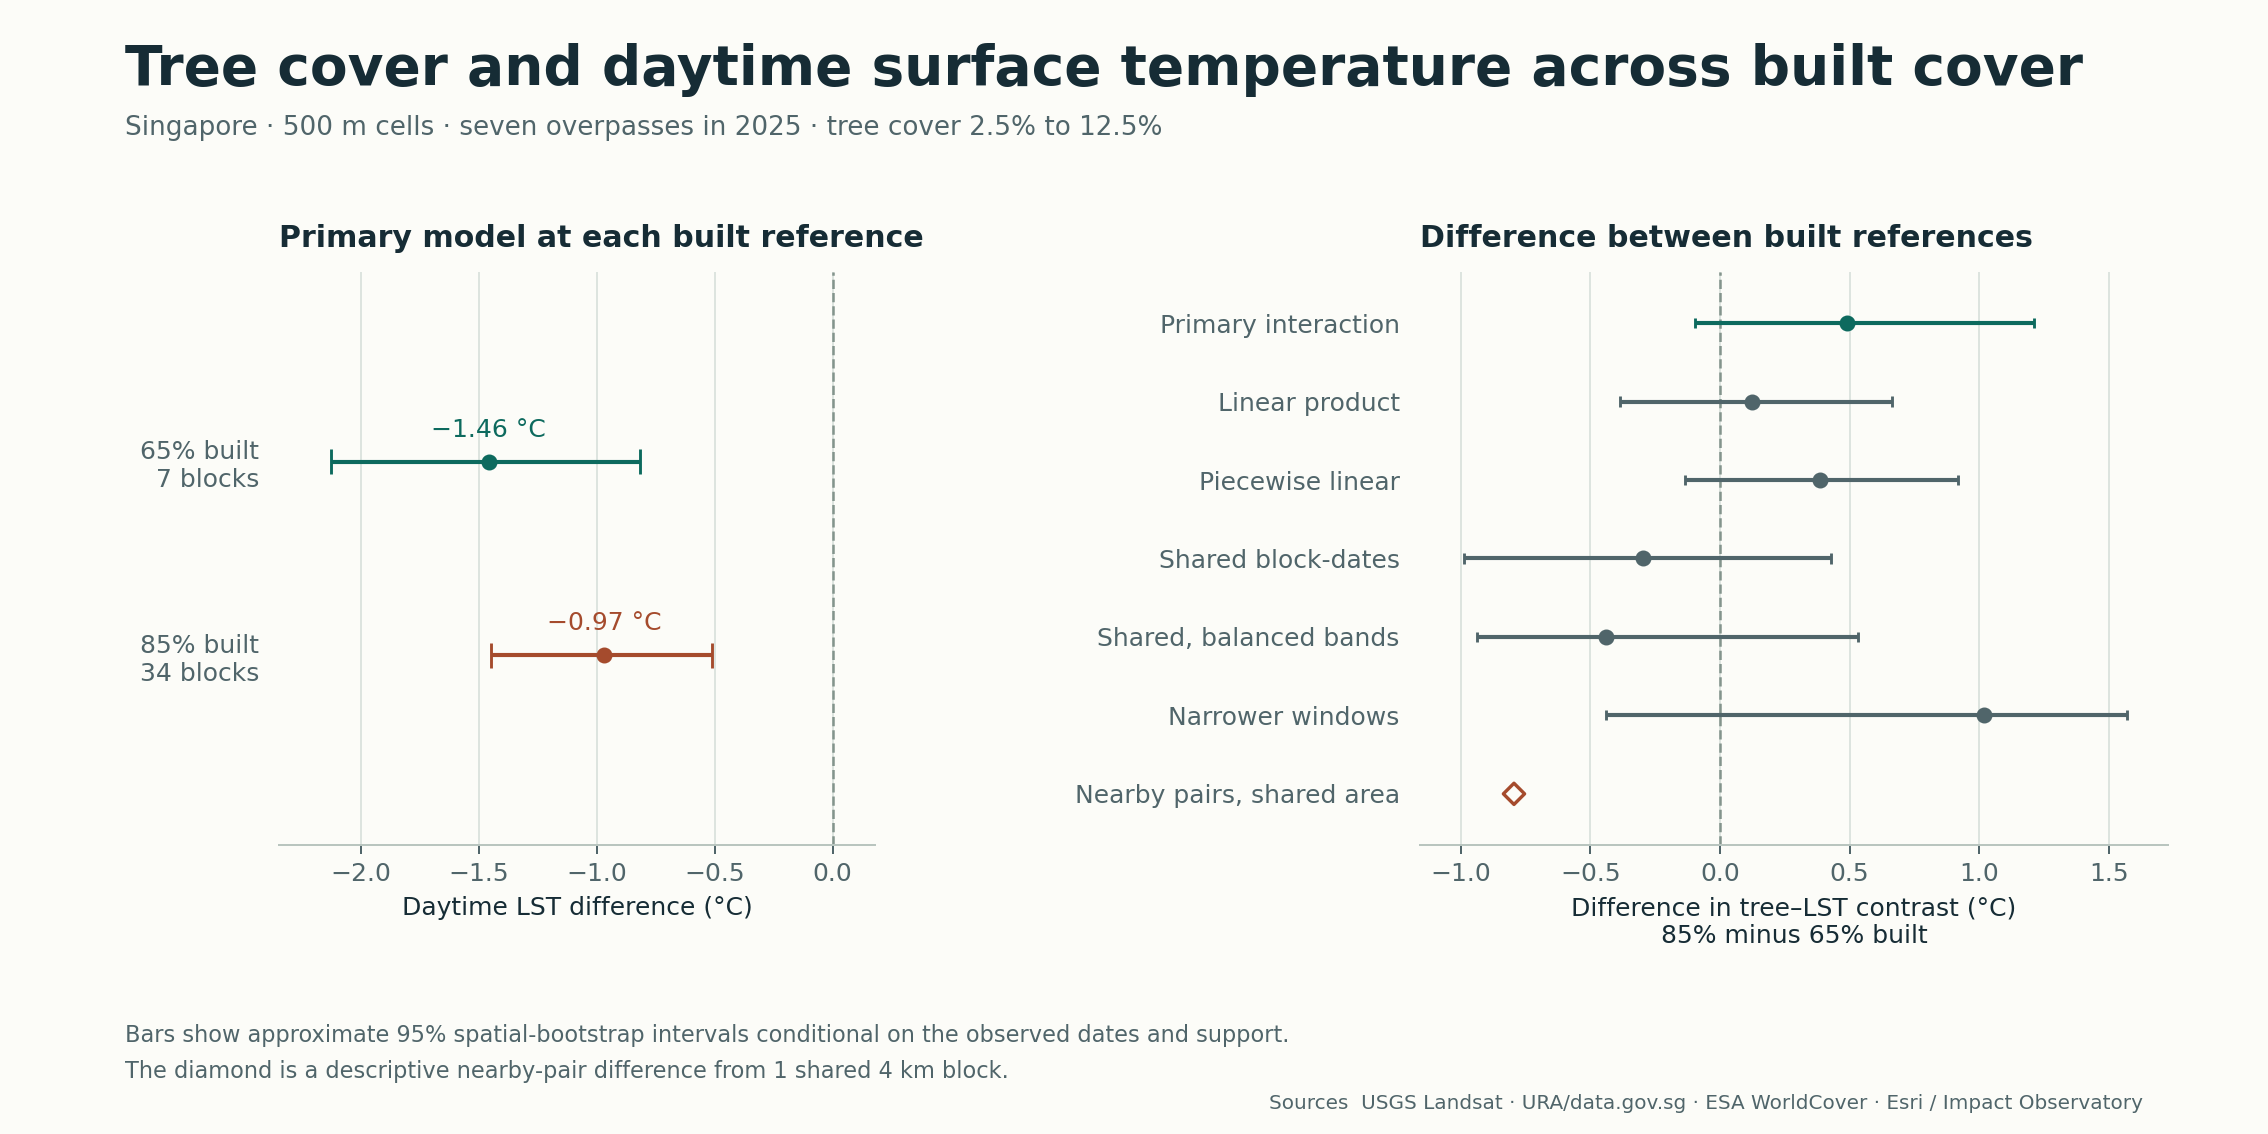 Tree cover and daytime surface temperature across built cover
Singapore · 500 m cells · seven overpasses in 2025 · tree cover 2.5% to 12.5%
Primary model at each built reference
65% built
7 blocks
−1.46 °C
85% built
34 blocks
−0.97 °C
−2.0 −1.5 −1.0 −0.5 0.0
Daytime LST difference (°C)
Difference between built references
Primary interaction
Linear product
Piecewise linear
Shared block-dates
Shared, balanced bands
Narrower windows
Nearby pairs, shared area
−1.0 −0.5 0.0 0.5 1.0 1.5
Difference in tree–LST contrast (°C)
85% minus 65% built
Bars show approximate 95% spatial-bootstrap intervals conditional on the observed dates and support.
The diamond is a descriptive nearby-pair difference from 1 shared 4 km block.
Sources  USGS Landsat · URA/data.gov.sg · ESA WorldCover · Esri / Impact Observatory